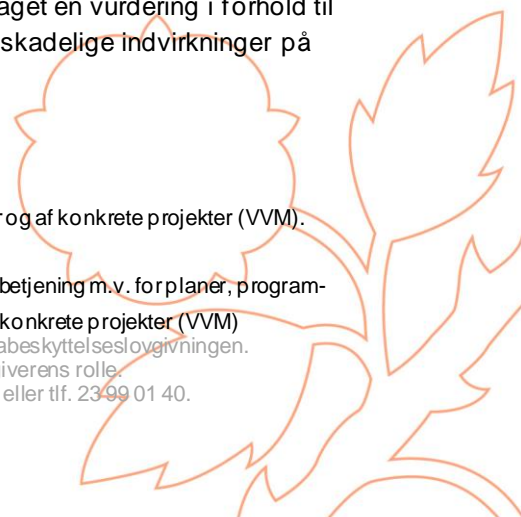 aget en vurdering i forhold til
skadelige indvirkninger på
r og af konkrete projekter (VVM).
betjening m.v. for planer, program-
konkrete projekter (VVM)
abeskyttelseslovgivningen.
iverens rolle.
eller tlf. 23 99 01 40.